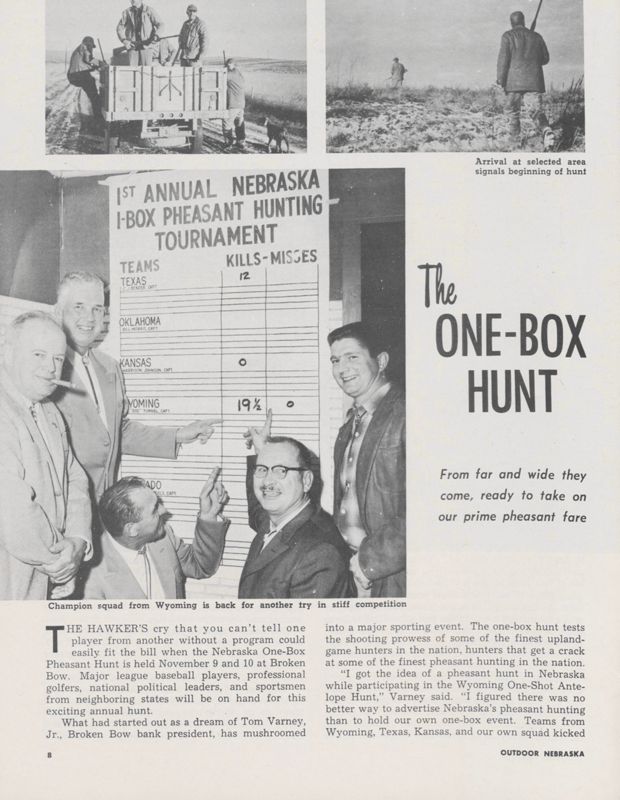 Arrival at selected area
signals beginning of hunt
1ST ANNUAL NEBRASKA
1-BOX PHEASANT HUNTING
TOURNAMENT
TEAMS KILLS-MISSES
TEXAS 12
OKLAHOMA
KANSAS 0
WYOMING 19½ 0
ADO
Champion squad from Wyoming is back for another try in stiff competition
The
ONE-BOX
HUNT
From far and wide they
come, ready to take on
our prime pheasant fare
THE HAWKER'S cry that you can't tell one
player from another without a program could
easily fit the bill when the Nebraska One-Box
Pheasant Hunt is held November 9 and 10 at Broken
Bow. Major league baseball players, professional
golfers, national political leaders, and sportsmen
from neighboring states will be on hand for this
exciting annual hunt.
What had started out as a dream of Tom Varney,
Jr., Broken Bow bank president, has mushroomed
into a major sporting event. The one-box hunt tests
the shooting prowess of some of the finest upland-
game hunters in the nation, hunters that get a crack
at some of the finest pheasant hunting in the nation.
"I got the idea of a pheasant hunt in Nebraska
while participating in the Wyoming One-Shot Ante-
lope Hunt," Varney said. "I figured there was no
better way to advertise Nebraska's pheasant hunting
than to hold our own one-box event. Teams from
Wyoming, Texas, Kansas, and our own squad kicked
8
OUTDOOR NEBRASKA